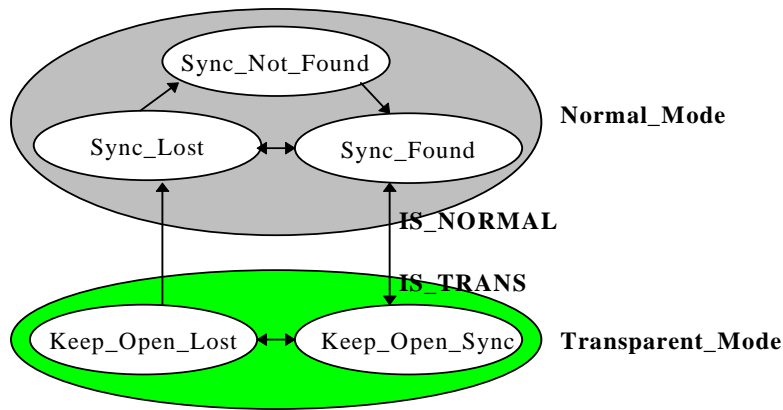 Sync_Not_Found
Normal_Mode
Sync_Lost
Sync_Found
IS_NORMAL
IS_TRANS
Keep_Open_Lost
Keep_Open_Sync
Transparent_Mode